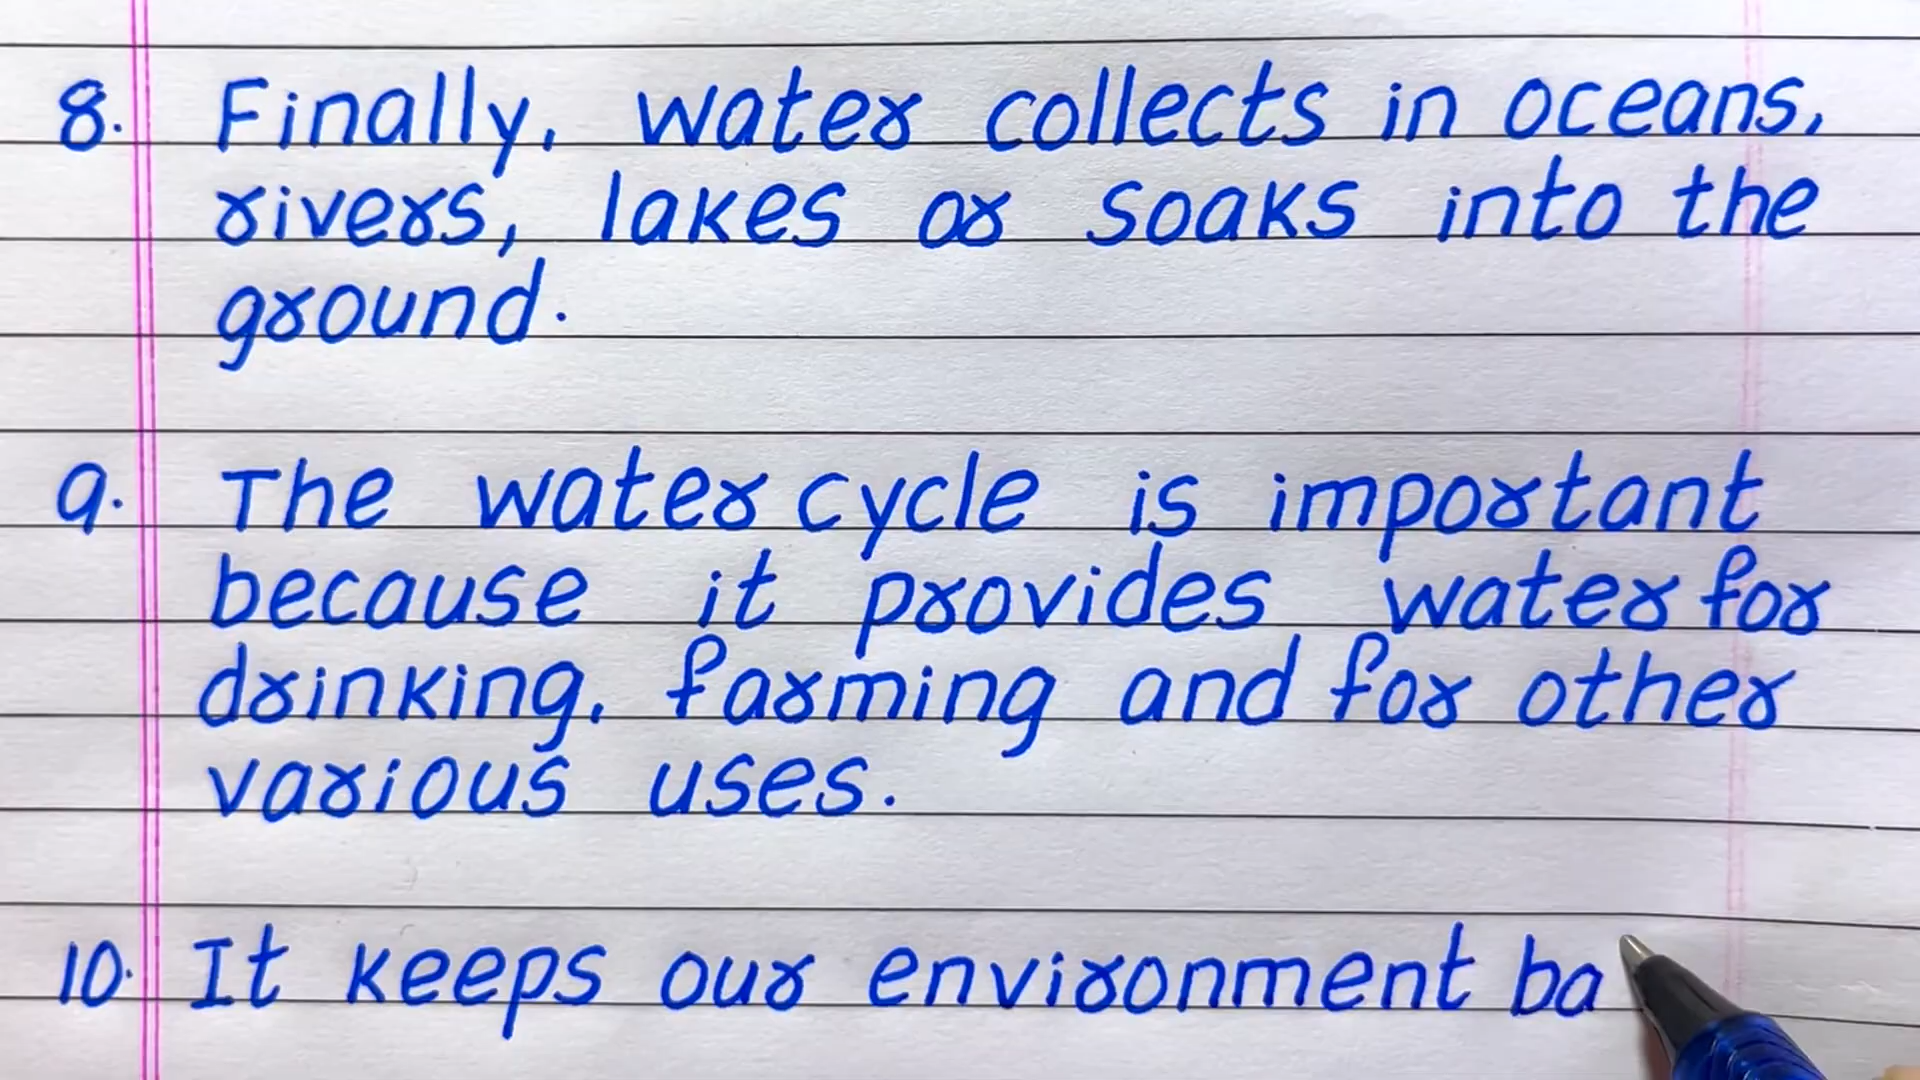 8. Finally, water collects in oceans,
rivers, lakes or soaks into the
ground.
9. The water cycle is important
because it provides water for
drinking, farming and for other
various uses.
10. It keeps our environment ba